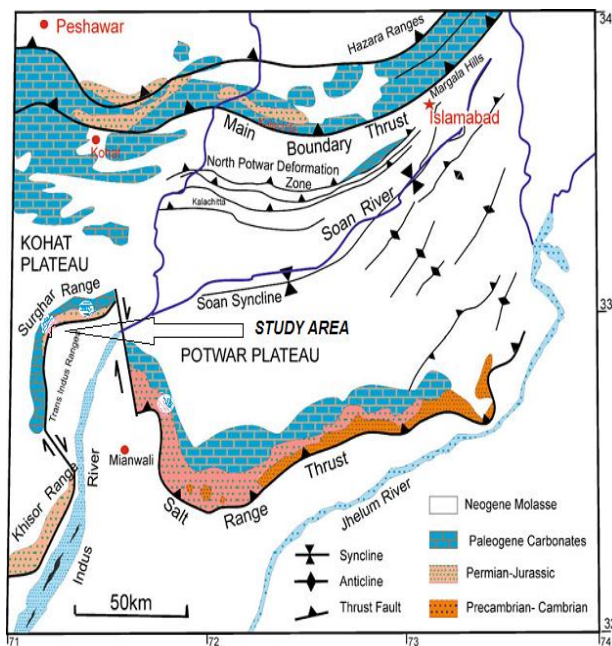 34
Peshawar
Hazara Ranges
Margala Hills
Islamabad
Main Boundary Thrust
Kohat
North Potwar Deformation
Zone
Kalachitta
Soan River
KOHAT
PLATEAU
Soan Syncline
33
Surghar Range
STUDY AREA
POTWAR PLATEAU
Trans Indus Ranges
Mianwali
Salt Range Thrust
Khisor Range
Indus River
Jhelum River
Neogene Molasse
Paleogene Carbonates
Permian-Jurassic
Precambrian- Cambrian
Syncline
Anticline
Thrust Fault
50km
32
71
72
73
74